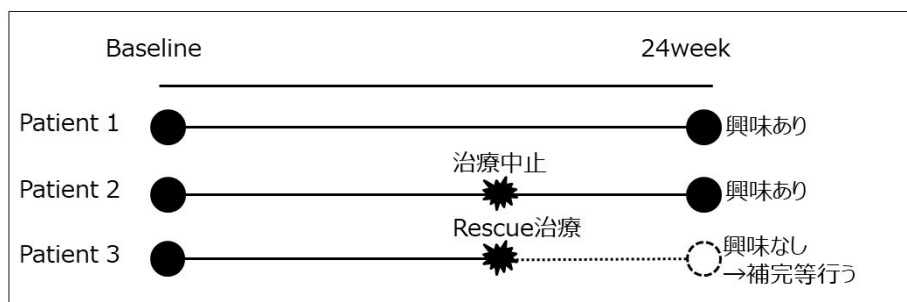 Baseline
24week
Patient 1
興味あり
治療中止
Patient 2
興味あり
Rescue治療
Patient 3
興味なし
→補完等行う